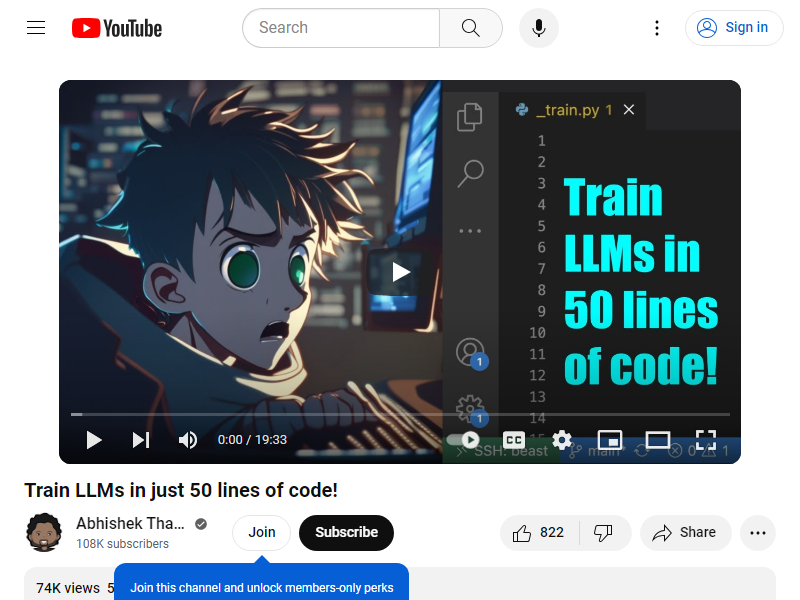 YouTube
Search
Sign in
_train.py 1
1
2
3
4
5
6
7
8
9
10
11
12
13
14
Train
LLMs in
50 lines
of code!
1
1
0:00 / 19:33
CC
SSH: beast
main*
0
1
Train LLMs in just 50 lines of code!
Abhishek Tha...
108K subscribers
Join
Subscribe
822
Share
74K views 5
Join this channel and unlock members-only perks